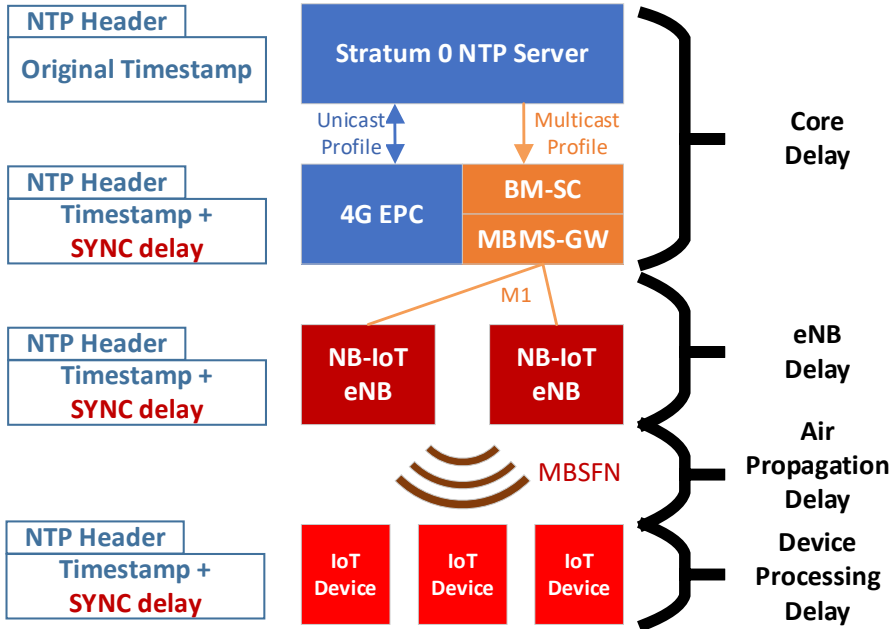 NTP Header
Original Timestamp
Stratum 0 NTP Server
Unicast
Profile
Multicast
Profile
Core
Delay
NTP Header
Timestamp +
SYNC delay
4G EPC
BM-SC
MBMS-GW
M1
NTP Header
Timestamp +
SYNC delay
NB-IoT
eNB
NB-IoT
eNB
eNB
Delay
MBSFN
Air
Propagation
Delay
NTP Header
Timestamp +
SYNC delay
IoT
Device
IoT
Device
IoT
Device
Device
Processing
Delay